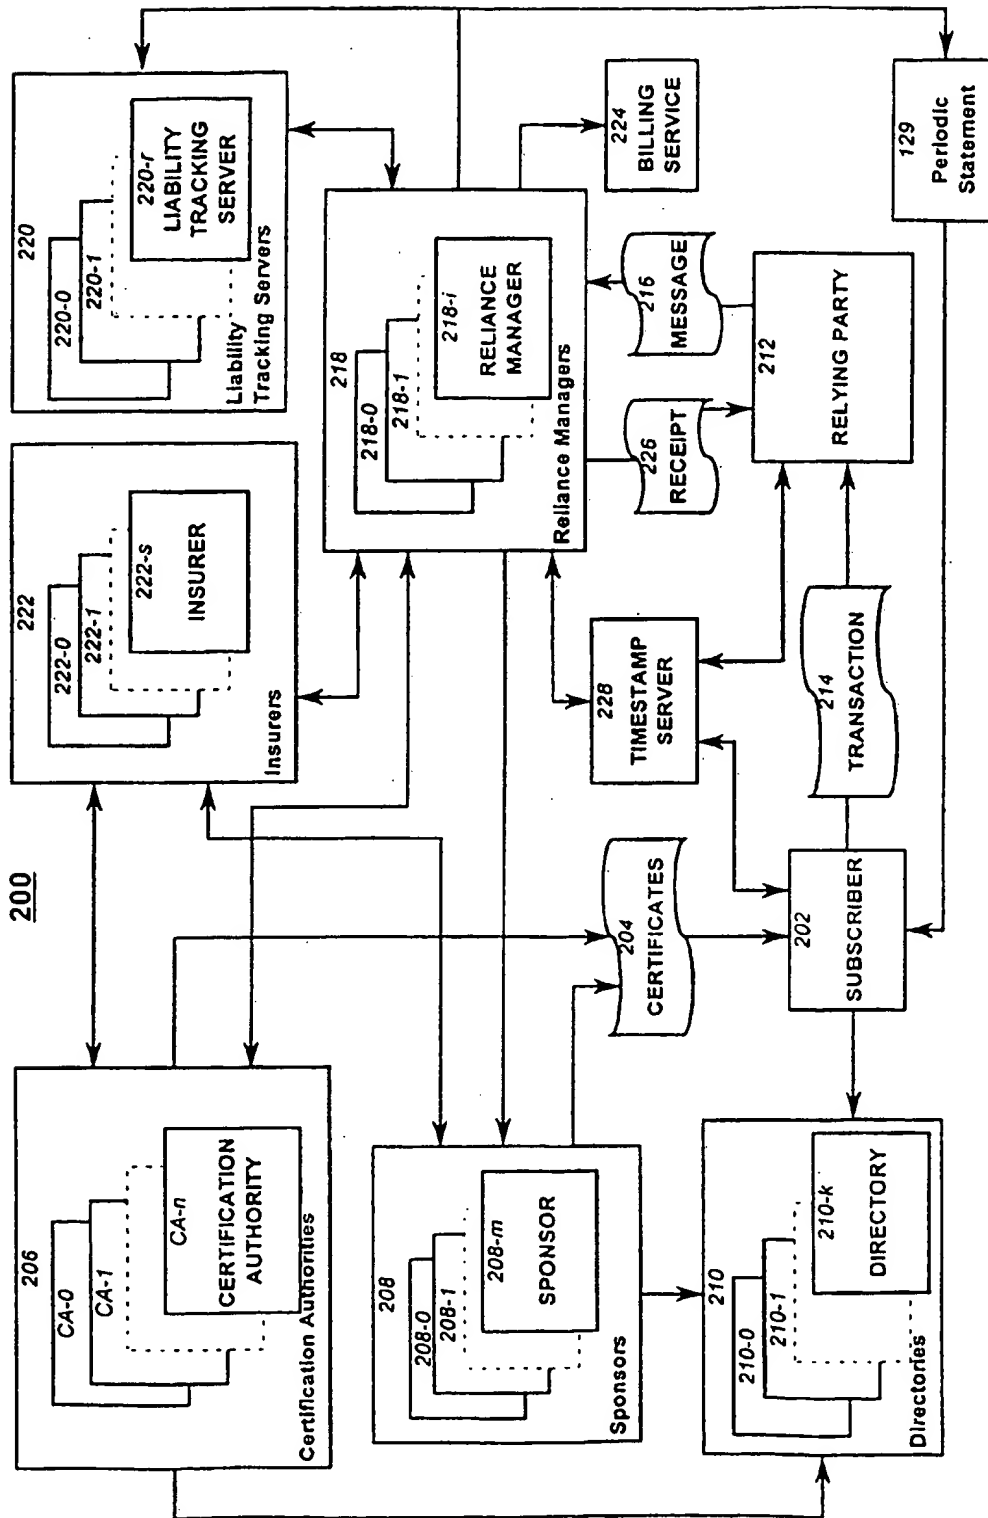 200
206
CA-0
CA-1
CA-n
CERTIFICATION
AUTHORITY
Certification Authorities
222
222-0
222-1
222-s
INSURER
Insurers
220
220-0
220-1
220-r
LIABILITY
TRACKING
SERVER
Liability
Tracking Servers
208
208-0
208-1
208-m
SPONSOR
Sponsors
218
218-0
218-1
218-i
RELIANCE
MANAGER
Reliance Managers
224
BILLING
SERVICE
204
CERTIFICATES
228
TIMESTAMP
SERVER
226
RECEIPT
216
MESSAGE
210
210-0
210-1
210-k
DIRECTORY
Directories
202
SUBSCRIBER
214
TRANSACTION
212
RELYING PARTY
129
Periodic
Statement